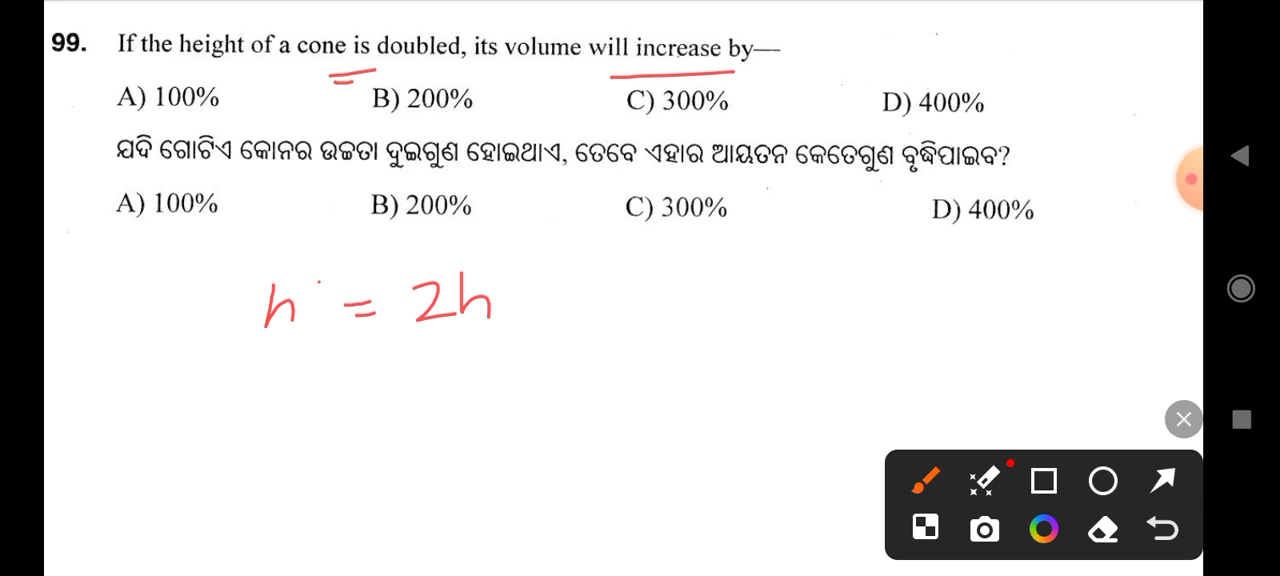 99. If the height of a cone is doubled, its volume will increase by—
A) 100% B) 200% C) 300% D) 400%
ଯଦି ଗୋଟିଏ କୋନର ଉଚ୍ଚତା ଦୁଇଗୁଣ ହୋଇଥାଏ, ତେବେ ଏହାର ଆୟତନ କେତେଗୁଣ ବୃଦ୍ଧିପାଇବ?
A) 100% B) 200% C) 300% D) 400%
h = 2h